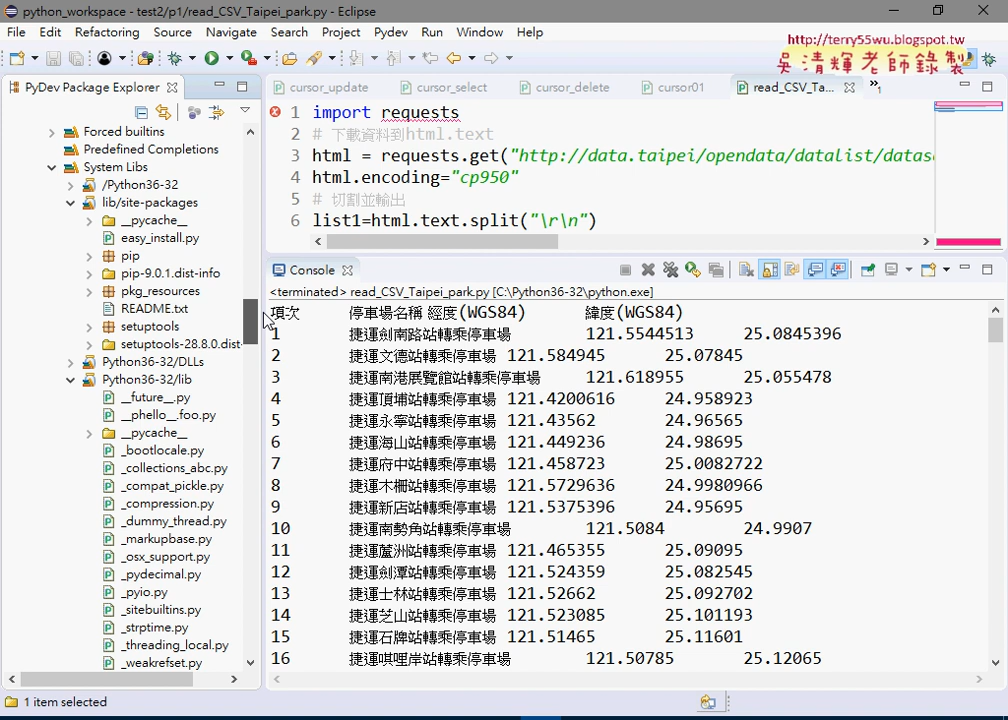 python_workspace - test2/p1/read_CSV_Taipei_park.py - Eclipse
File Edit Refactoring Source Navigate Search Project Pydev Run Window Help
http://terry55wu.blogspot.tw
吳清輝老師錄製
PyDev Package Explorer
cursor_update cursor_select cursor_delete cursor01 read_CSV_Ta... »1
Forced builtins
Predefined Completions
System Libs
/Python36-32
lib/site-packages
__pycache__
easy_install.py
pip
pip-9.0.1.dist-info
pkg_resources
README.txt
setuptools
setuptools-28.8.0.dist-
Python36-32/DLLs
Python36-32/lib
__future__.py
__phello__.foo.py
__pycache__
_bootlocale.py
_collections_abc.py
_compat_pickle.py
_compression.py
_dummy_thread.py
_markupbase.py
_osx_support.py
_pydecimal.py
_pyio.py
_sitebuiltins.py
_strptime.py
_threading_local.py
_weakrefset.py
1 import requests
2 # 下載資料到html.text
3 html = requests.get("http://data.taipei/opendata/datalist/datas
4 html.encoding="cp950"
5 # 切割並輸出
6 list1=html.text.split("\r\n")
Console
<terminated> read_CSV_Taipei_park.py [C:\Python36-32\python.exe]
項次 停車場名稱 經度(WGS84) 緯度(WGS84)
1 捷運劍南路站轉乘停車場 121.5544513 25.0845396
2 捷運文德站轉乘停車場 121.584945 25.07845
3 捷運南港展覽館站轉乘停車場 121.618955 25.055478
4 捷運頂埔站轉乘停車場 121.4200616 24.958923
5 捷運永寧站轉乘停車場 121.43562 24.96565
6 捷運海山站轉乘停車場 121.449236 24.98695
7 捷運府中站轉乘停車場 121.458723 25.0082722
8 捷運木柵站轉乘停車場 121.5729636 24.9980966
9 捷運新店站轉乘停車場 121.5375396 24.95695
10 捷運南勢角站轉乘停車場 121.5084 24.9907
11 捷運蘆洲站轉乘停車場 121.465355 25.09095
12 捷運劍潭站轉乘停車場 121.524359 25.082545
13 捷運士林站轉乘停車場 121.52662 25.092702
14 捷運芝山站轉乘停車場 121.523085 25.101193
15 捷運石牌站轉乘停車場 121.51465 25.11601
16 捷運唭哩岸站轉乘停車場 121.50785 25.12065
1 item selected